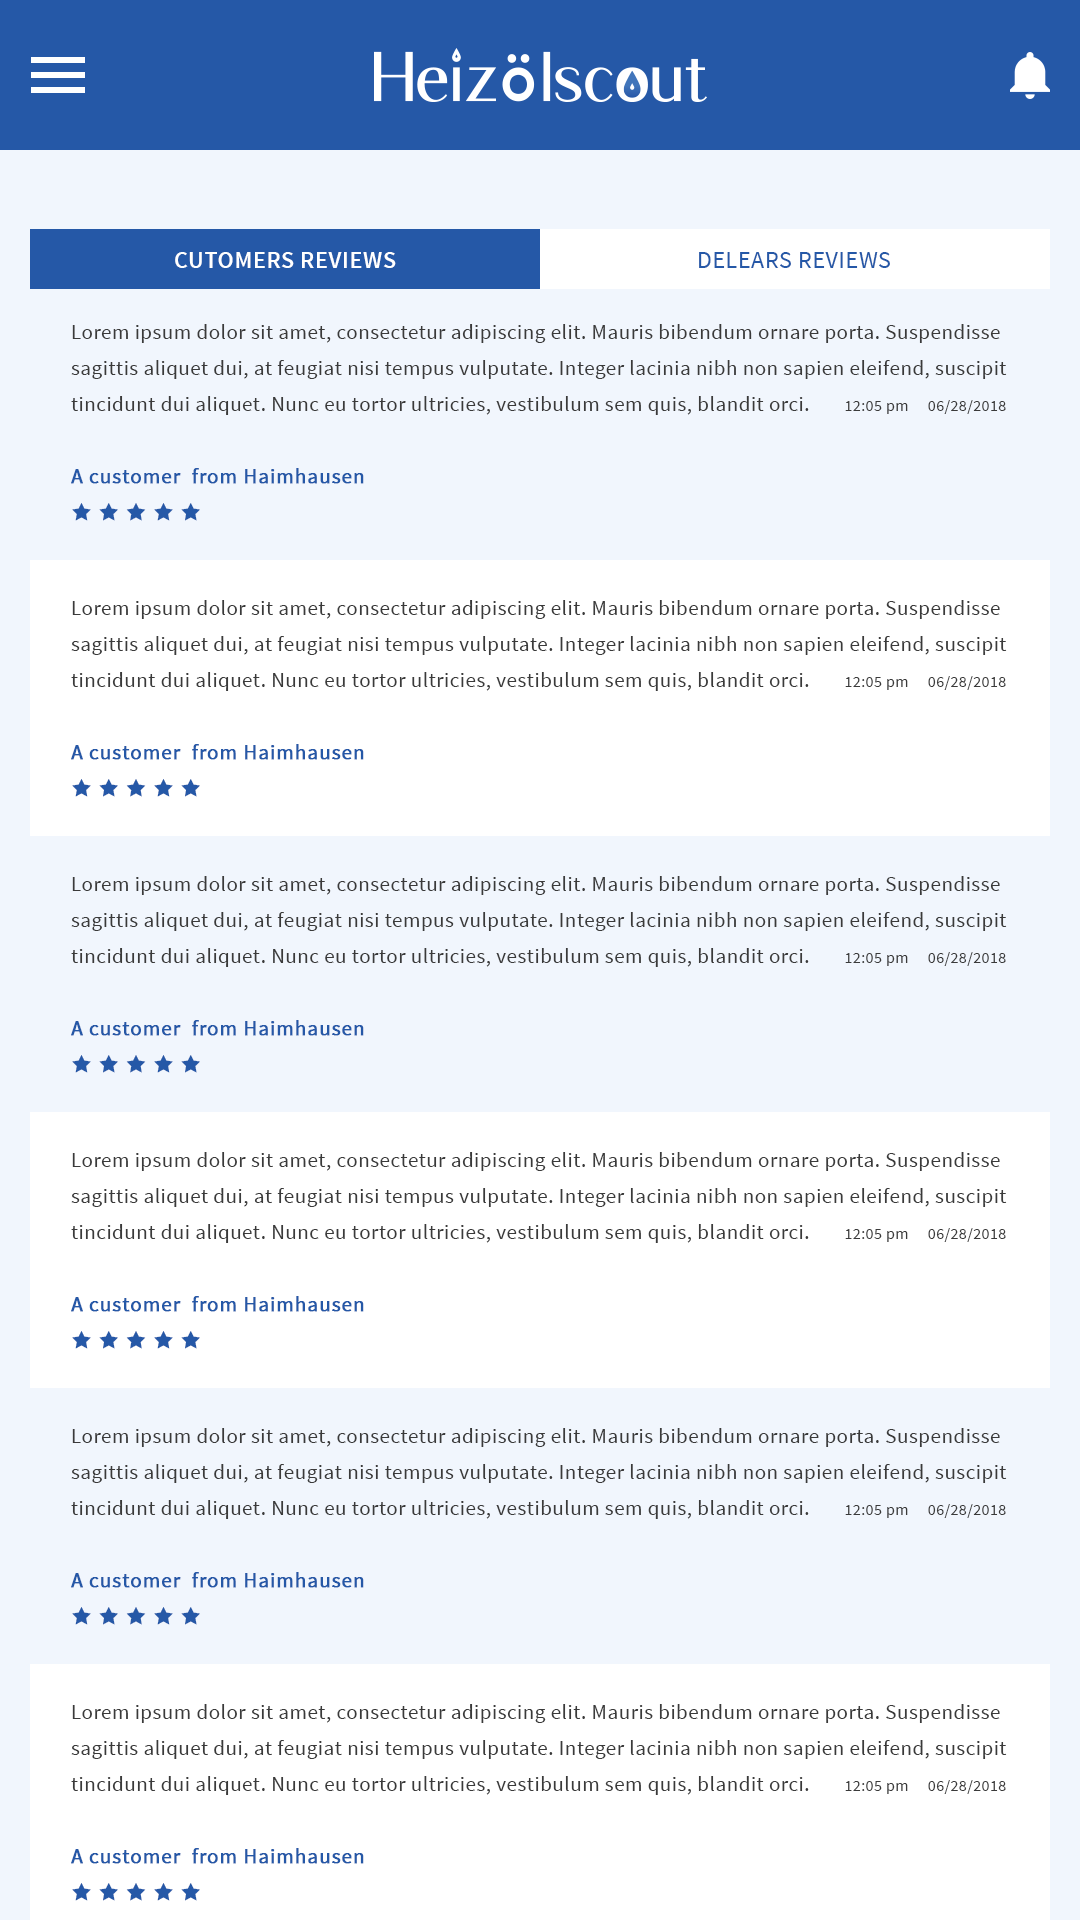 Heizölscout
CUTOMERS REVIEWS
DELEARS REVIEWS
Lorem ipsum dolor sit amet, consectetur adipiscing elit. Mauris bibendum ornare porta. Suspendisse
sagittis aliquet dui, at feugiat nisi tempus vulputate. Integer lacinia nibh non sapien eleifend, suscipit
tincidunt dui aliquet. Nunc eu tortor ultricies, vestibulum sem quis, blandit orci. 12:05 pm 06/28/2018
A customer from Haimhausen
Lorem ipsum dolor sit amet, consectetur adipiscing elit. Mauris bibendum ornare porta. Suspendisse
sagittis aliquet dui, at feugiat nisi tempus vulputate. Integer lacinia nibh non sapien eleifend, suscipit
tincidunt dui aliquet. Nunc eu tortor ultricies, vestibulum sem quis, blandit orci. 12:05 pm 06/28/2018
A customer from Haimhausen
Lorem ipsum dolor sit amet, consectetur adipiscing elit. Mauris bibendum ornare porta. Suspendisse
sagittis aliquet dui, at feugiat nisi tempus vulputate. Integer lacinia nibh non sapien eleifend, suscipit
tincidunt dui aliquet. Nunc eu tortor ultricies, vestibulum sem quis, blandit orci. 12:05 pm 06/28/2018
A customer from Haimhausen
Lorem ipsum dolor sit amet, consectetur adipiscing elit. Mauris bibendum ornare porta. Suspendisse
sagittis aliquet dui, at feugiat nisi tempus vulputate. Integer lacinia nibh non sapien eleifend, suscipit
tincidunt dui aliquet. Nunc eu tortor ultricies, vestibulum sem quis, blandit orci. 12:05 pm 06/28/2018
A customer from Haimhausen
Lorem ipsum dolor sit amet, consectetur adipiscing elit. Mauris bibendum ornare porta. Suspendisse
sagittis aliquet dui, at feugiat nisi tempus vulputate. Integer lacinia nibh non sapien eleifend, suscipit
tincidunt dui aliquet. Nunc eu tortor ultricies, vestibulum sem quis, blandit orci. 12:05 pm 06/28/2018
A customer from Haimhausen
Lorem ipsum dolor sit amet, consectetur adipiscing elit. Mauris bibendum ornare porta. Suspendisse
sagittis aliquet dui, at feugiat nisi tempus vulputate. Integer lacinia nibh non sapien eleifend, suscipit
tincidunt dui aliquet. Nunc eu tortor ultricies, vestibulum sem quis, blandit orci. 12:05 pm 06/28/2018
A customer from Haimhausen